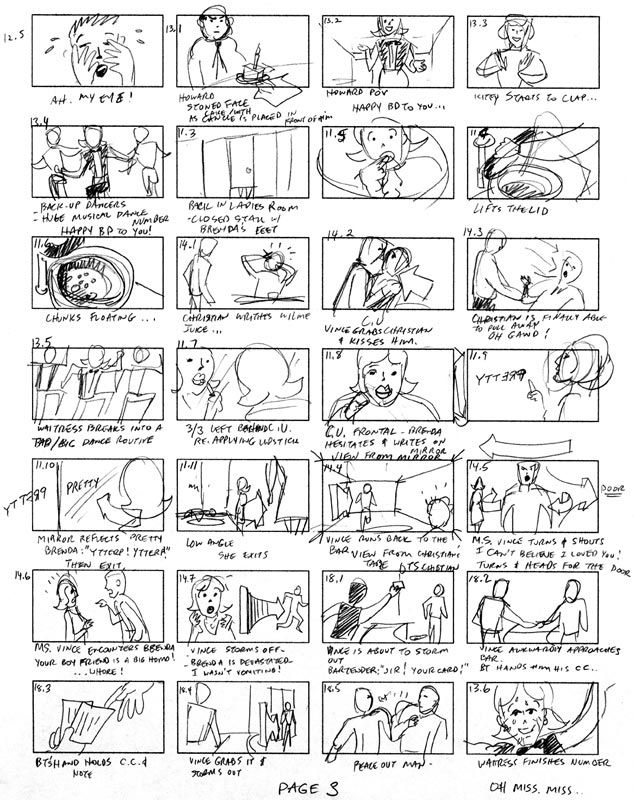 12.5
AH. MY EYE!
13.1
HOWARD
STONED FACE
AS CAKE WITH
CANDLE IS PLACED IN
FRONT OF HIM
13.2
HOWARD POV
HAPPY BD TO YOU...
13.3
KITTY STARTS TO CLAP...
13.4
BACK-UP DANCERS
- HUGE MUSICAL DANCE
NUMBER
HAPPY BD TO YOU!
11.3
BACK IN LADIES ROOM
- CLOSED STALL W/
BRENDA'S FEET
11.5
LIFTS THE LID
11.6
CHUNKS FLOATING...
14.1
CHRISTIAN WRITHES W/LIME
JUICE...
14.2
C.U.
VINCE GRABS CHRISTIAN
& KISSES HIM.
14.3
CHRISTIAN IS FINALLY ABLE
TO PULL AWAY
OH GAWD!
13.5
WAITRESS BREAKS INTO A
BAD/BIG DANCE ROUTINE
11.7
3/3 LEFT BEHIND C.U.
RE-APPLYING LIPSTICK
11.8
C.U. FRONTAL - BRENDA
HESITATES & WRITES ON
MIRROR
VIEW FROM MIRROR
11.9
YTTERP
11.10
YTTERP
PRETTY
MIRROR REFLECTS PRETTY
BRENDA: "YTTERP! YTTERP"
THEN EXIT.
11.11
LOW ANGLE
SHE EXITS
14.4
VINCE RUNS BACK TO THE
BAR
VIEW FROM CHRISTIAN'S
TABLE
14.5
DOOR
M.S. VINCE TURNS & SHOUTS
I CAN'T BELIEVE I LOVED YOU!
TURNS & HEADS FOR THE DOOR
14.6
MS. VINCE ENCOUNTERS BRENDA
YOUR BOYFRIEND IS A BIG HOMO!
...WHORE!
14.7
VINCE STORMS OFF -
- BRENDA IS DEVASTATED
I WASN'T VOMITING!
18.1
VINCE IS ABOUT TO STORM
OUT
BARTENDER: "SIR! YOUR CARD!"
18.2
VINCE AWKWARDLY APPROACHES
BAR.
BT HANDS HIM HIS C.C.
18.3
BT'S HAND HOLDS C.C. &
NOTE
18.4
VINCE GRABS IT &
STORMS OUT
18.5
PEACE OUT MAN-
13.6
WAITRESS FINISHES NUMBER
OH MISS. MISS..
PAGE 3